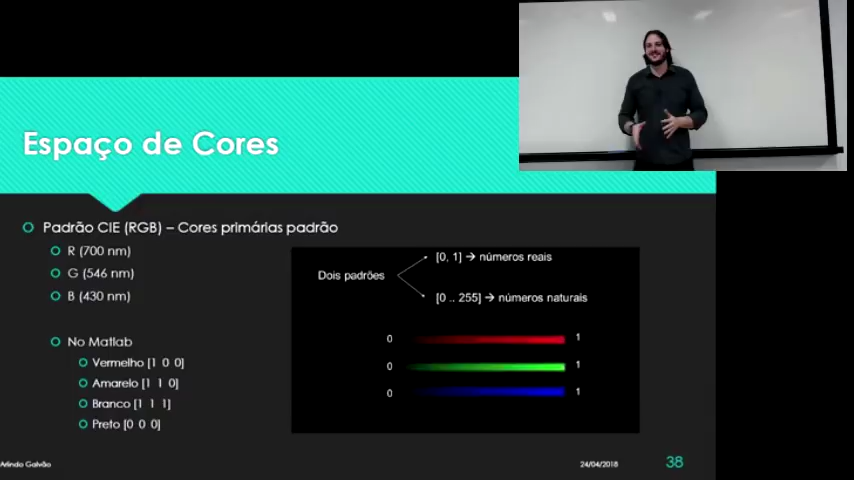 Espaço de Cores
Padrão CIE (RGB) – Cores primárias padrão
R (700 nm)
G (546 nm)
B (430 nm)
No Matlab
Vermelho [1 0 0]
Amarelo [1 1 0]
Branco [1 1 1]
Preto [0 0 0]
Dois padrões
[0, 1] → números reais
[0 .. 255] → números naturais
0 1
0 1
0 1
Arlindo Galvão
24/04/2018
38